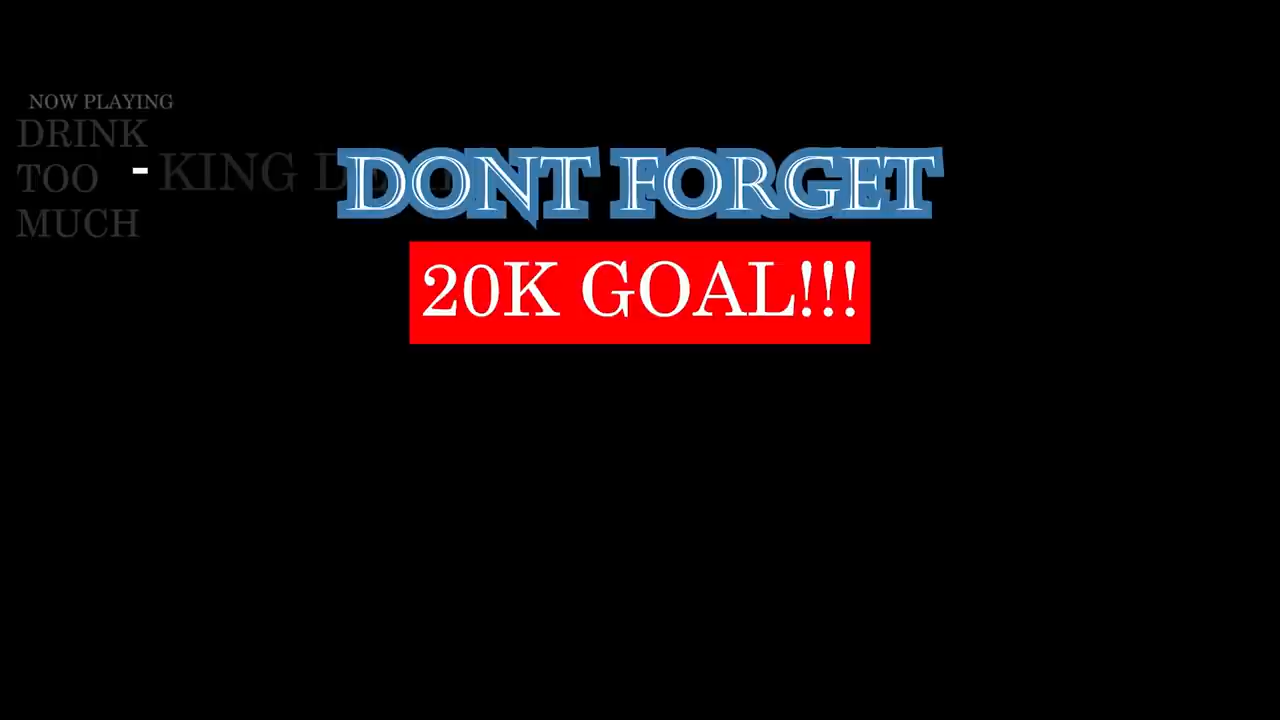 NOW PLAYING
DRINK
TOO
MUCH
- KING
DONT FORGET
20K GOAL!!!